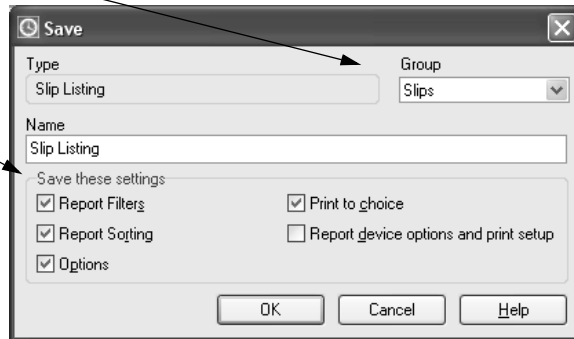 Save
Type
Group
Slip Listing
Slips
Name
Slip Listing
Save these settings
Report Filters
Print to choice
Report Sorting
Report device options and print setup
Options
OK
Cancel
Help